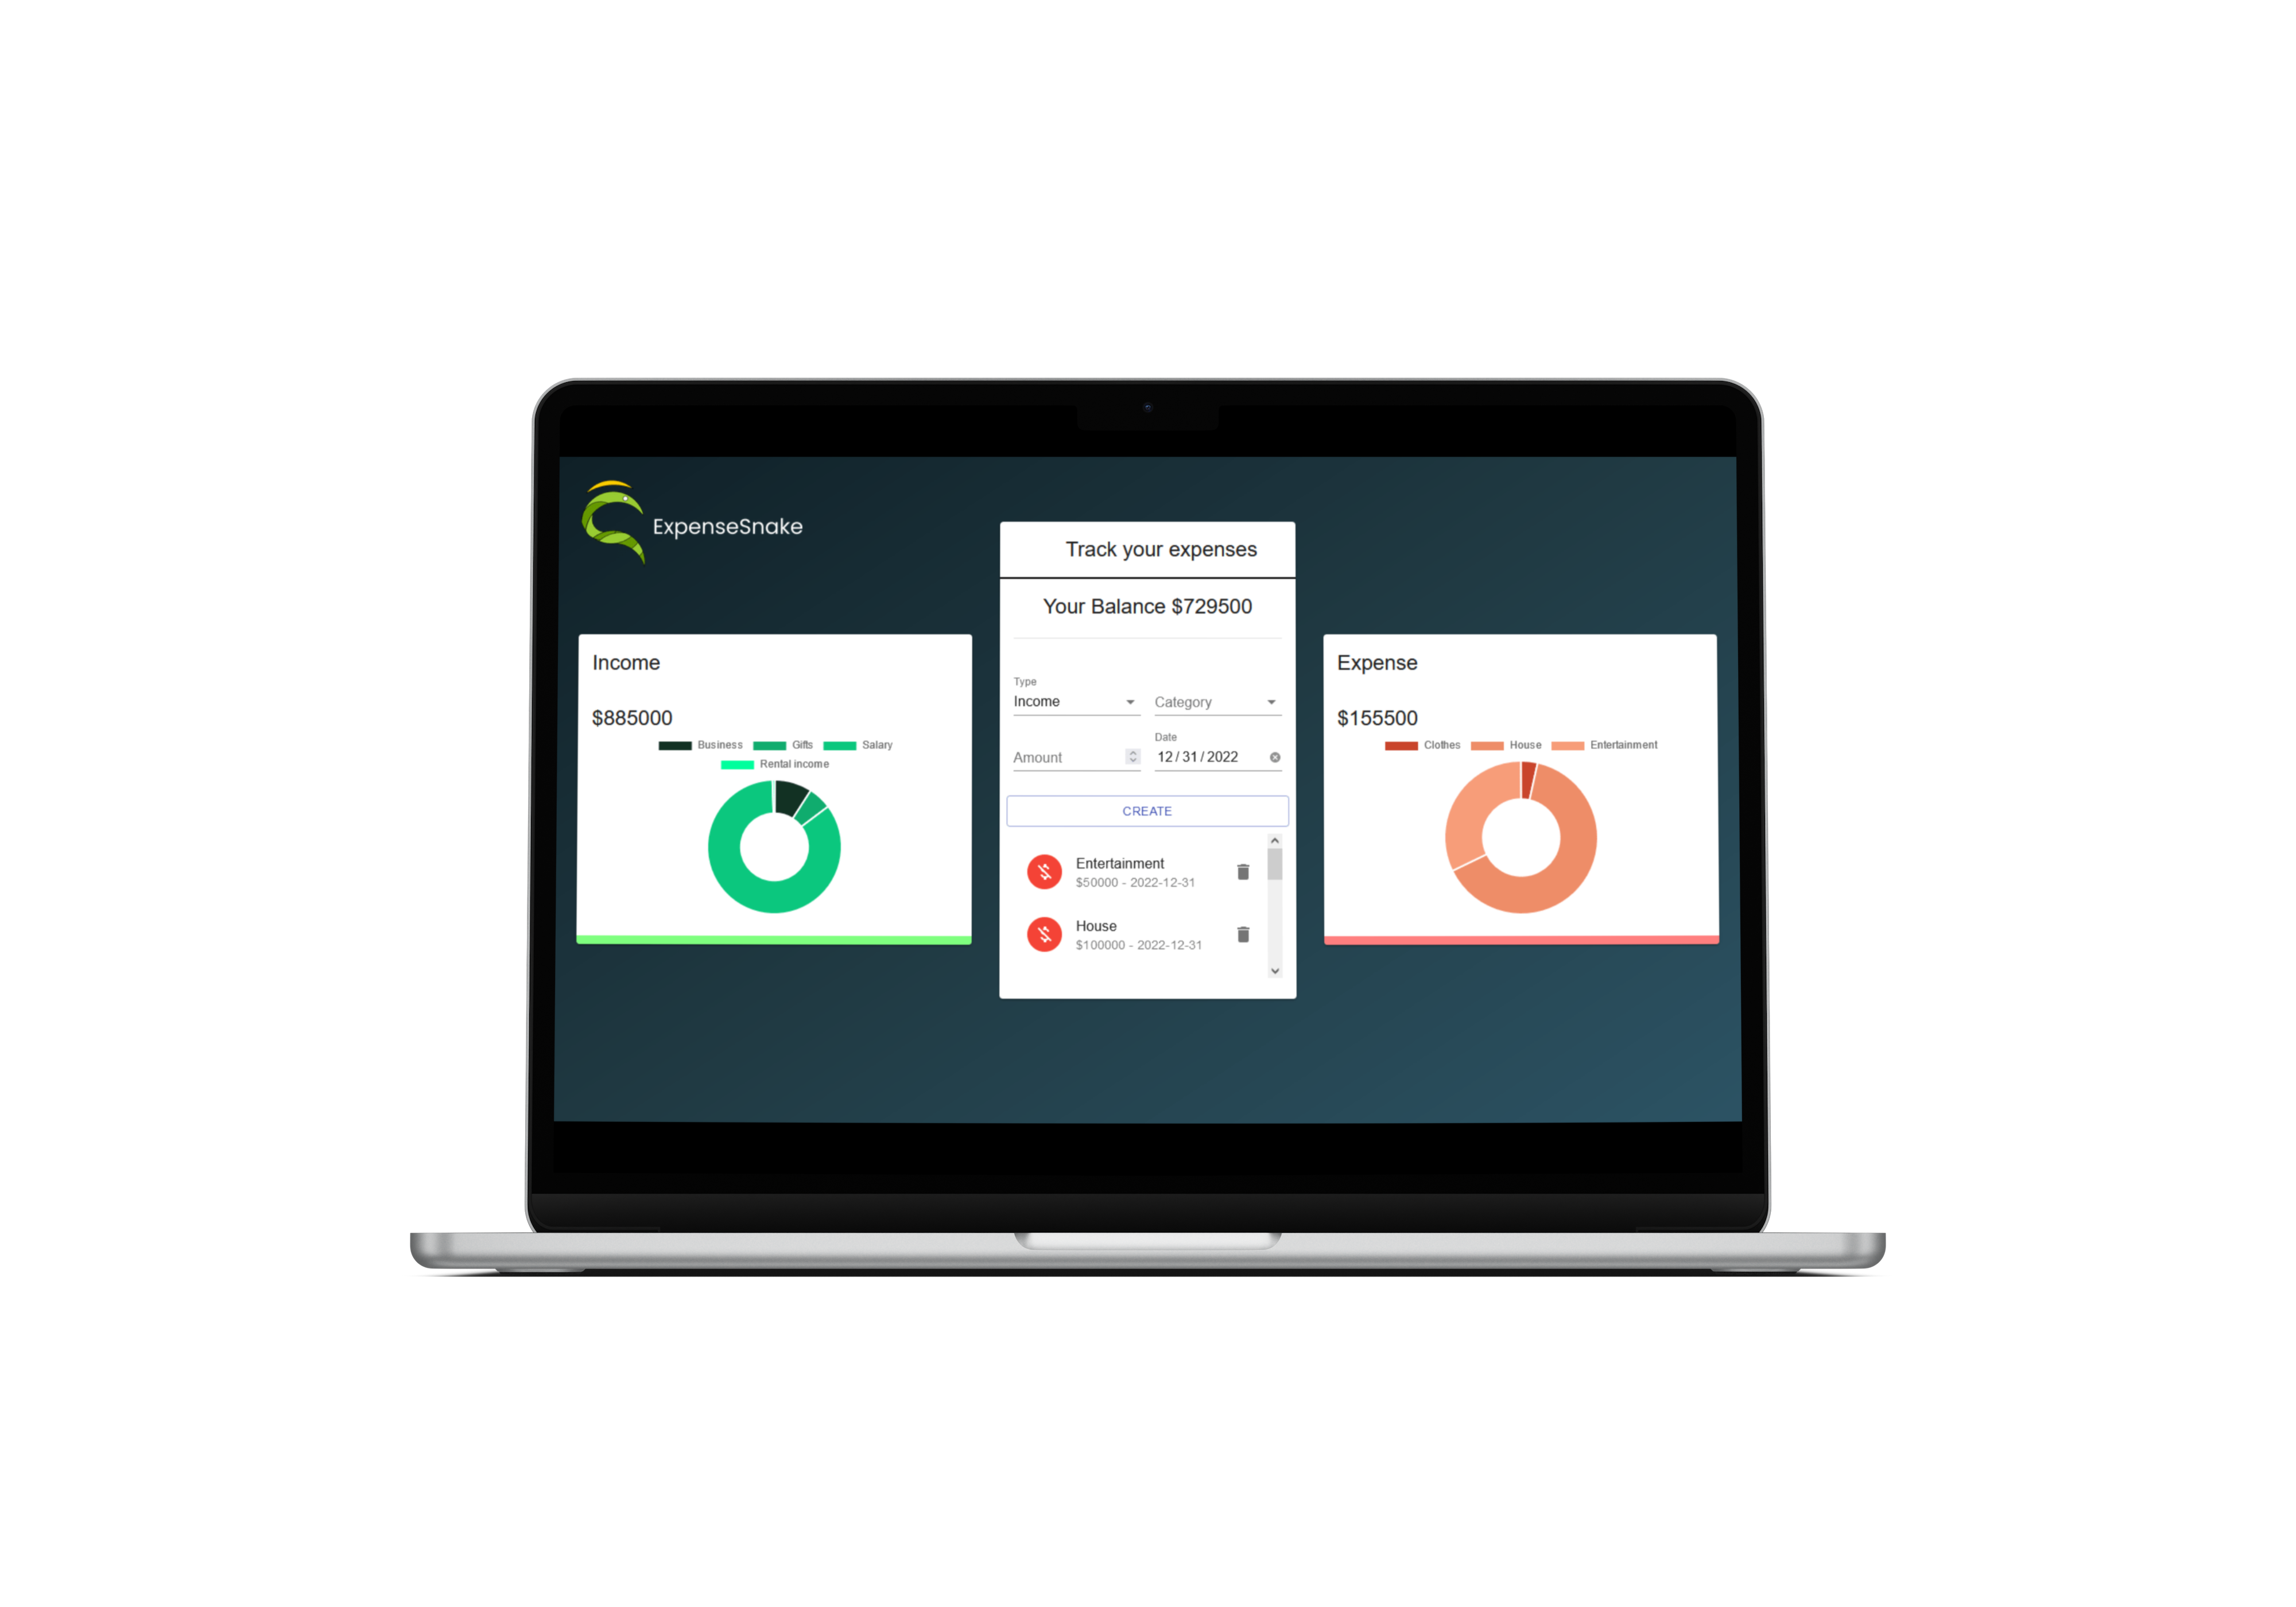 ExpenseSnake
Track your expenses
Your Balance $729500
Income
$885000
Business Gifts Salary
Rental income
Type
Income
Category
Amount
Date
12/31/2022
CREATE
Entertainment
$50000 - 2022-12-31
House
$100000 - 2022-12-31
Expense
$155500
Clothes House Entertainment